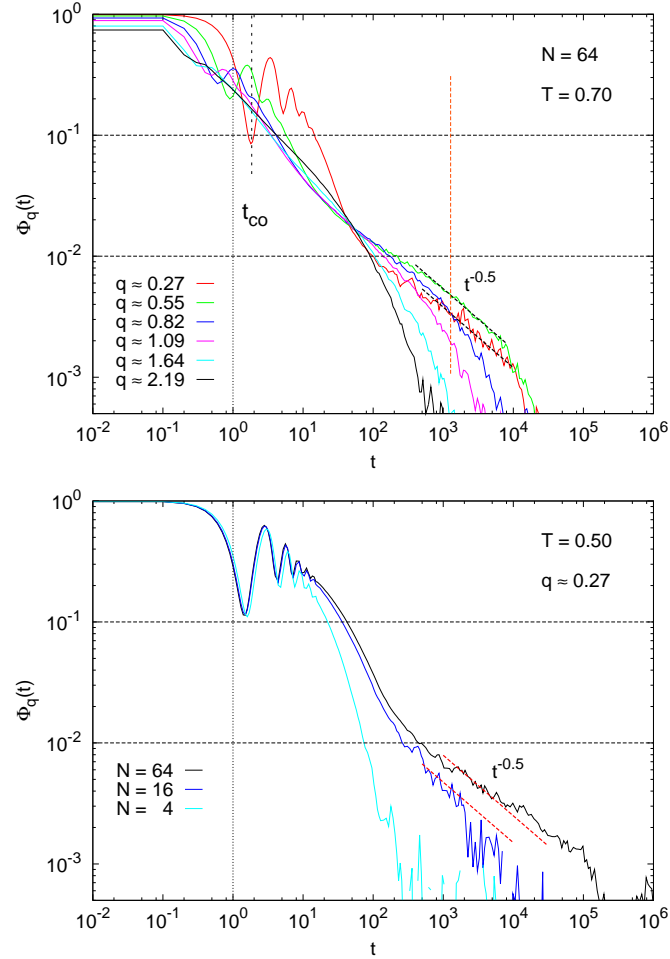 10^0
10^-1
10^-2
10^-3
Φ_q(t)
N = 64
T = 0.70
t_co
t^-0.5
q ≈ 0.27
q ≈ 0.55
q ≈ 0.82
q ≈ 1.09
q ≈ 1.64
q ≈ 2.19
10^-2 10^-1 10^0 10^1 10^2 10^3 10^4 10^5 10^6
t
10^0
10^-1
10^-2
10^-3
Φ_q(t)
T = 0.50
q ≈ 0.27
t^-0.5
N = 64
N = 16
N = 4
10^-2 10^-1 10^0 10^1 10^2 10^3 10^4 10^5 10^6
t